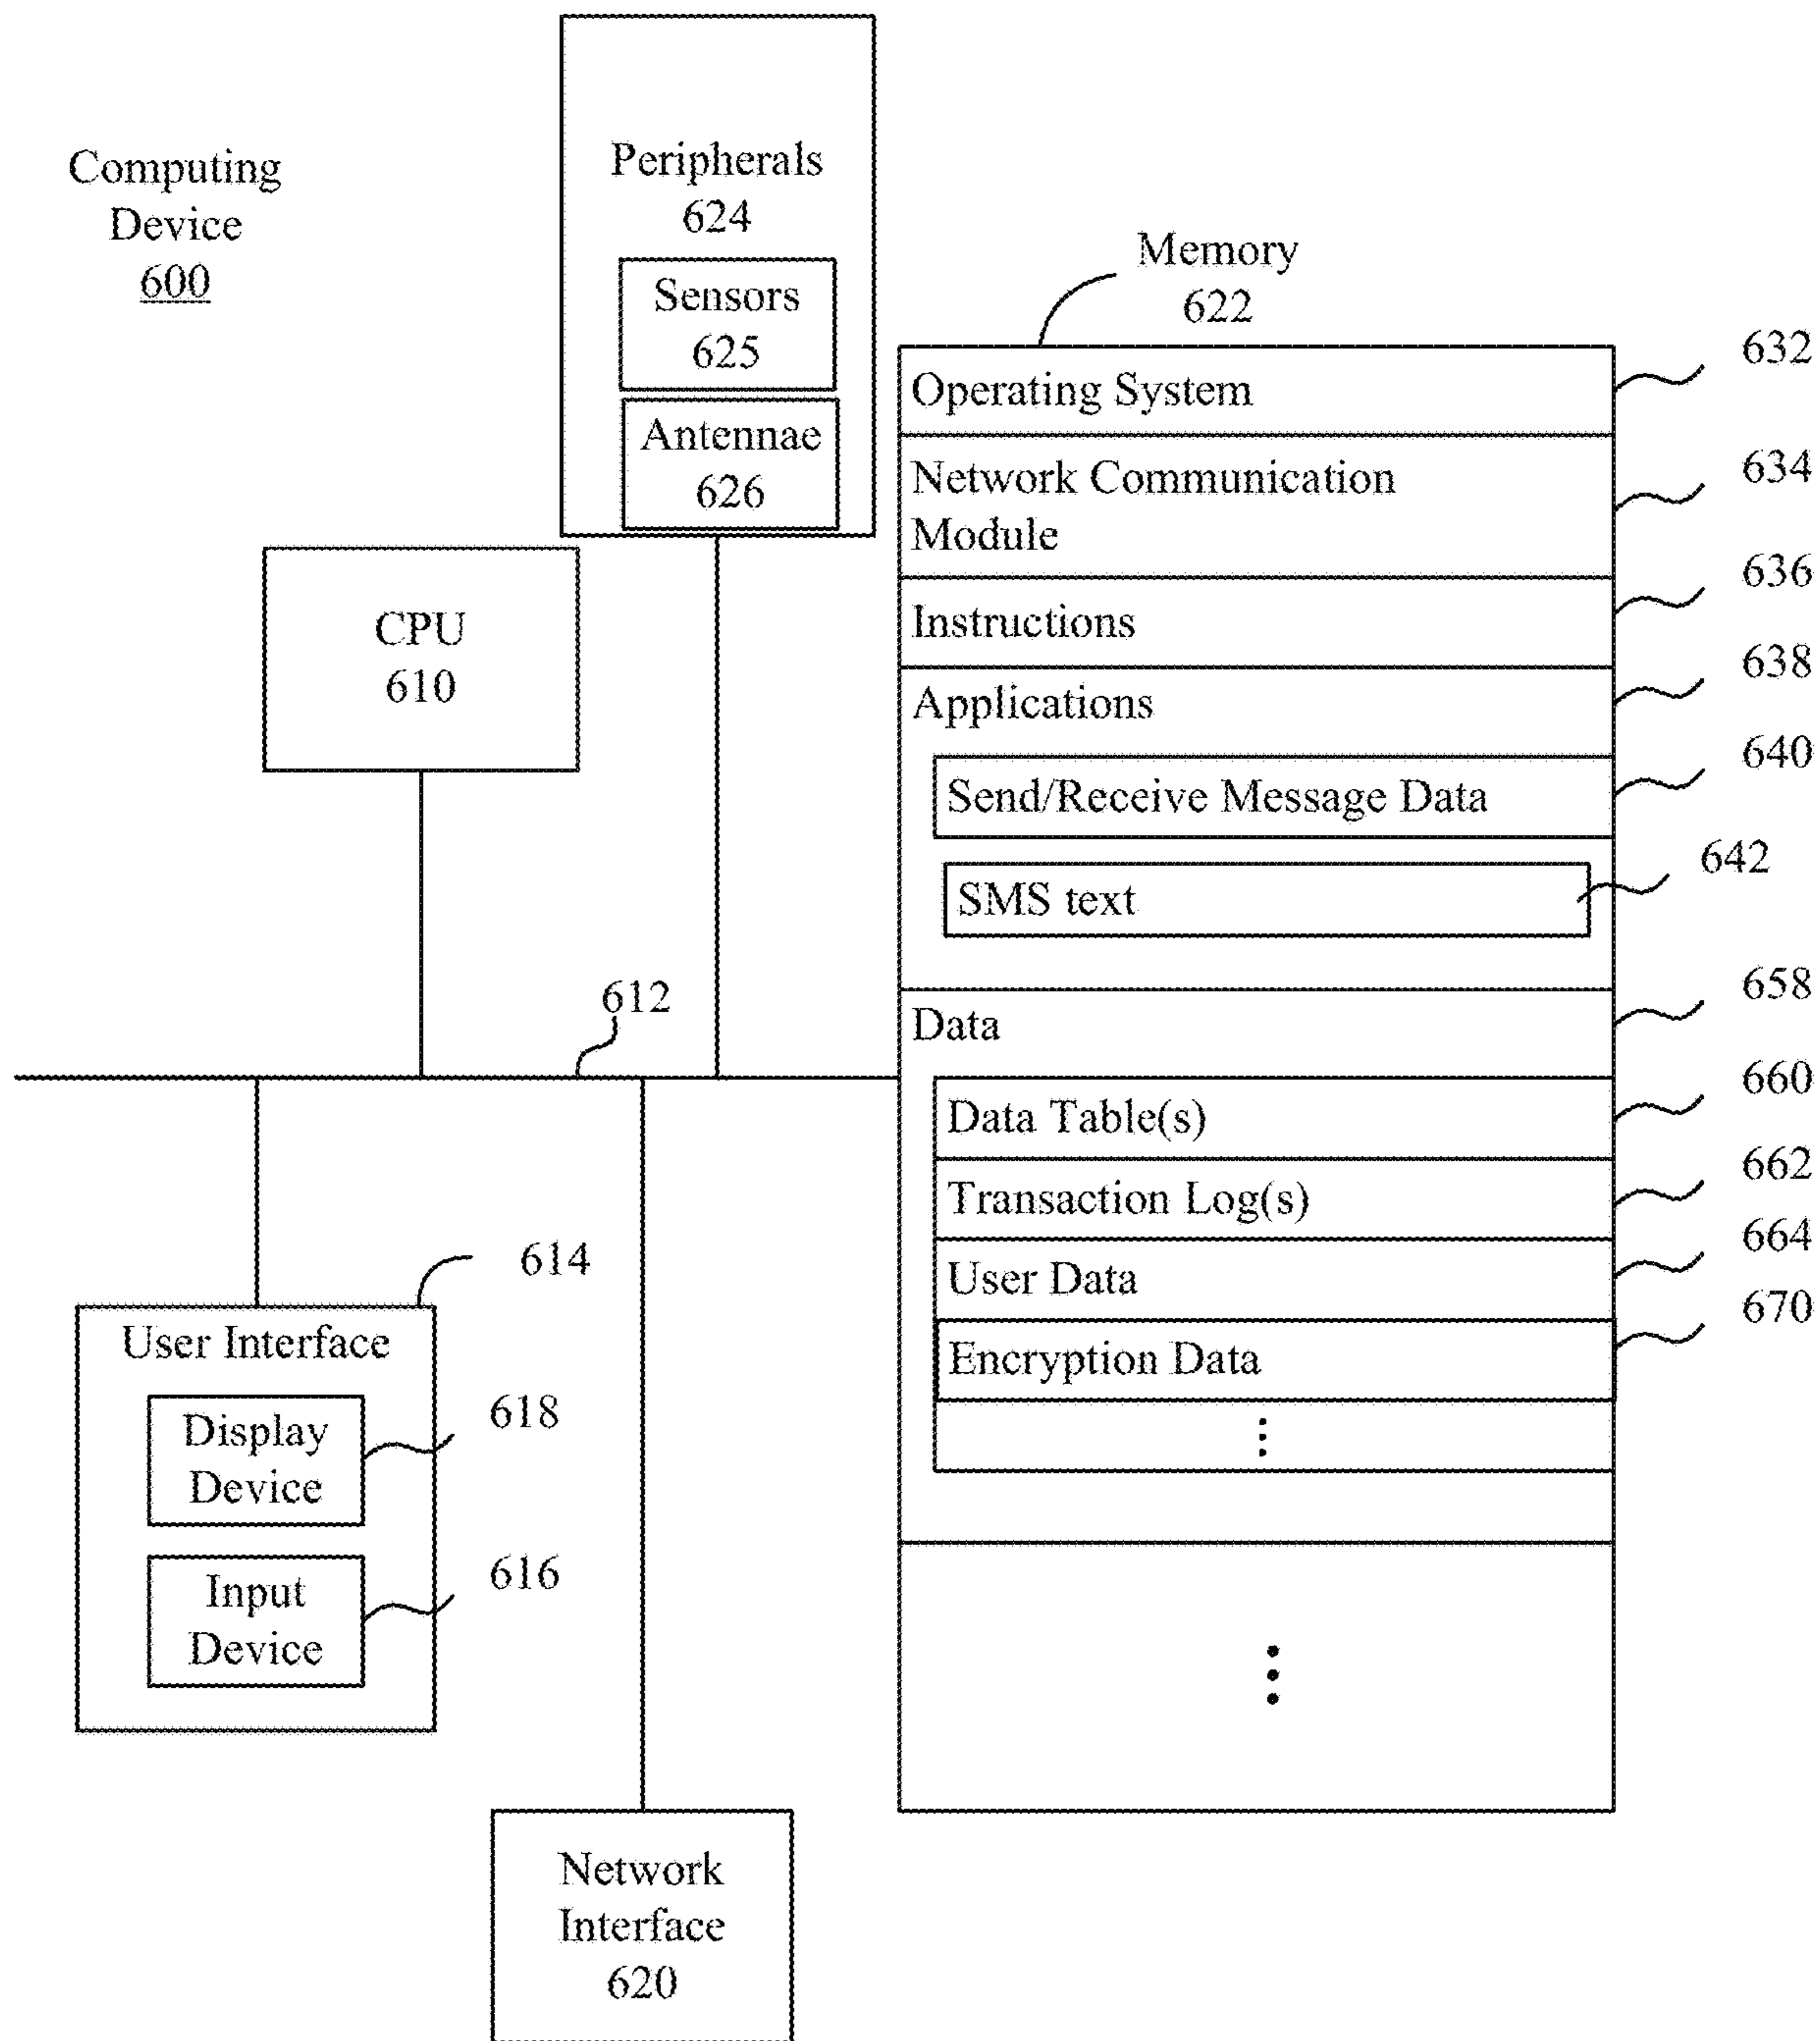 Computing
Device
600
Peripherals
624
Sensors
625
Antennae
626
CPU
610
612
User Interface
614
Display
Device
618
Input
Device
616
Network
Interface
620
Memory
622
Operating System
632
Network Communication
Module
634
Instructions
636
Applications
638
Send/Receive Message Data
640
SMS text
642
Data
658
Data Table(s)
660
Transaction Log(s)
662
User Data
664
Encryption Data
670